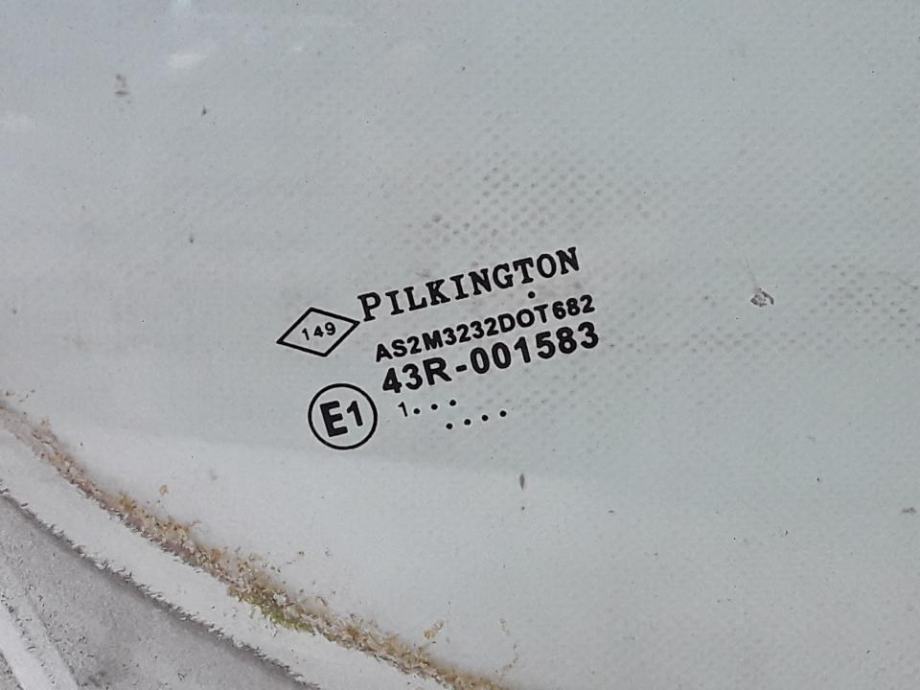 149
PILKINGTON
AS2M3232DOT682
43R-001583
E1
1. . .
. . . .